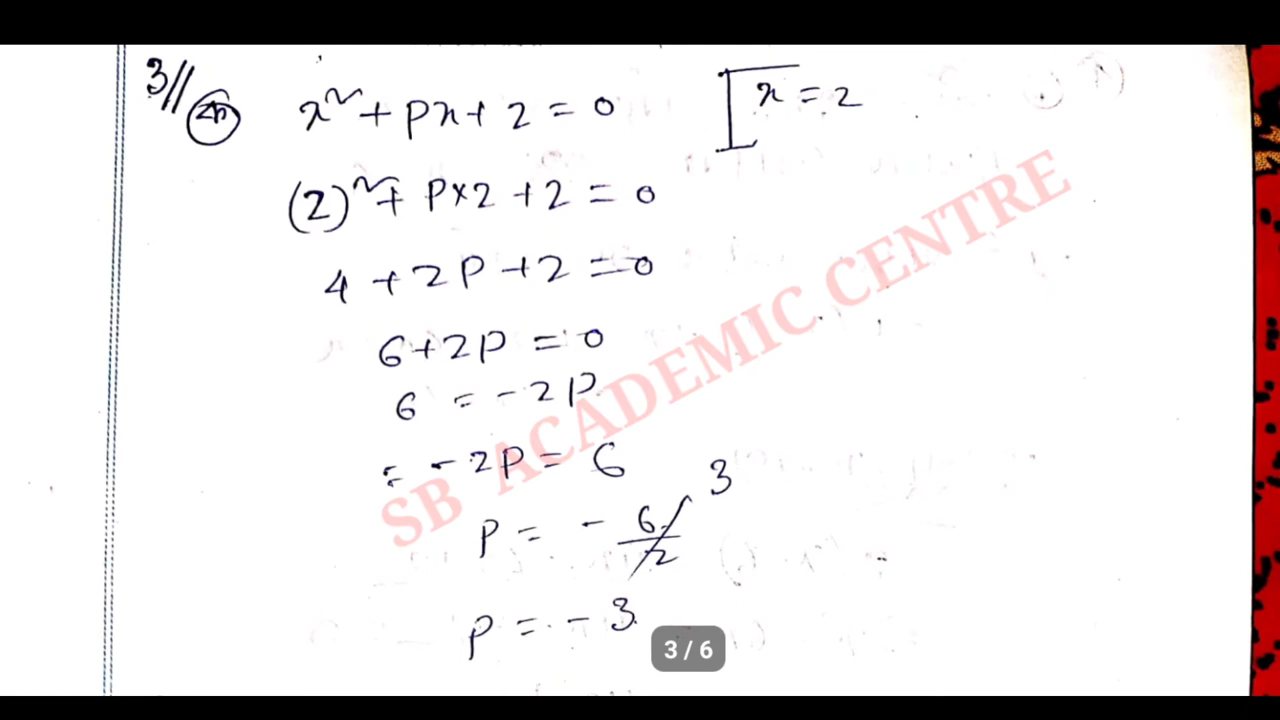 3// x² + px + 2 = 0 [x = 2
(2)² + p×2 + 2 = 0
4 + 2p + 2 = 0
6 + 2p = 0
6 = -2p
= -2p = 6
p = - 6/2 3
p = - 3
SB ACADEMIC CENTRE
3 / 6